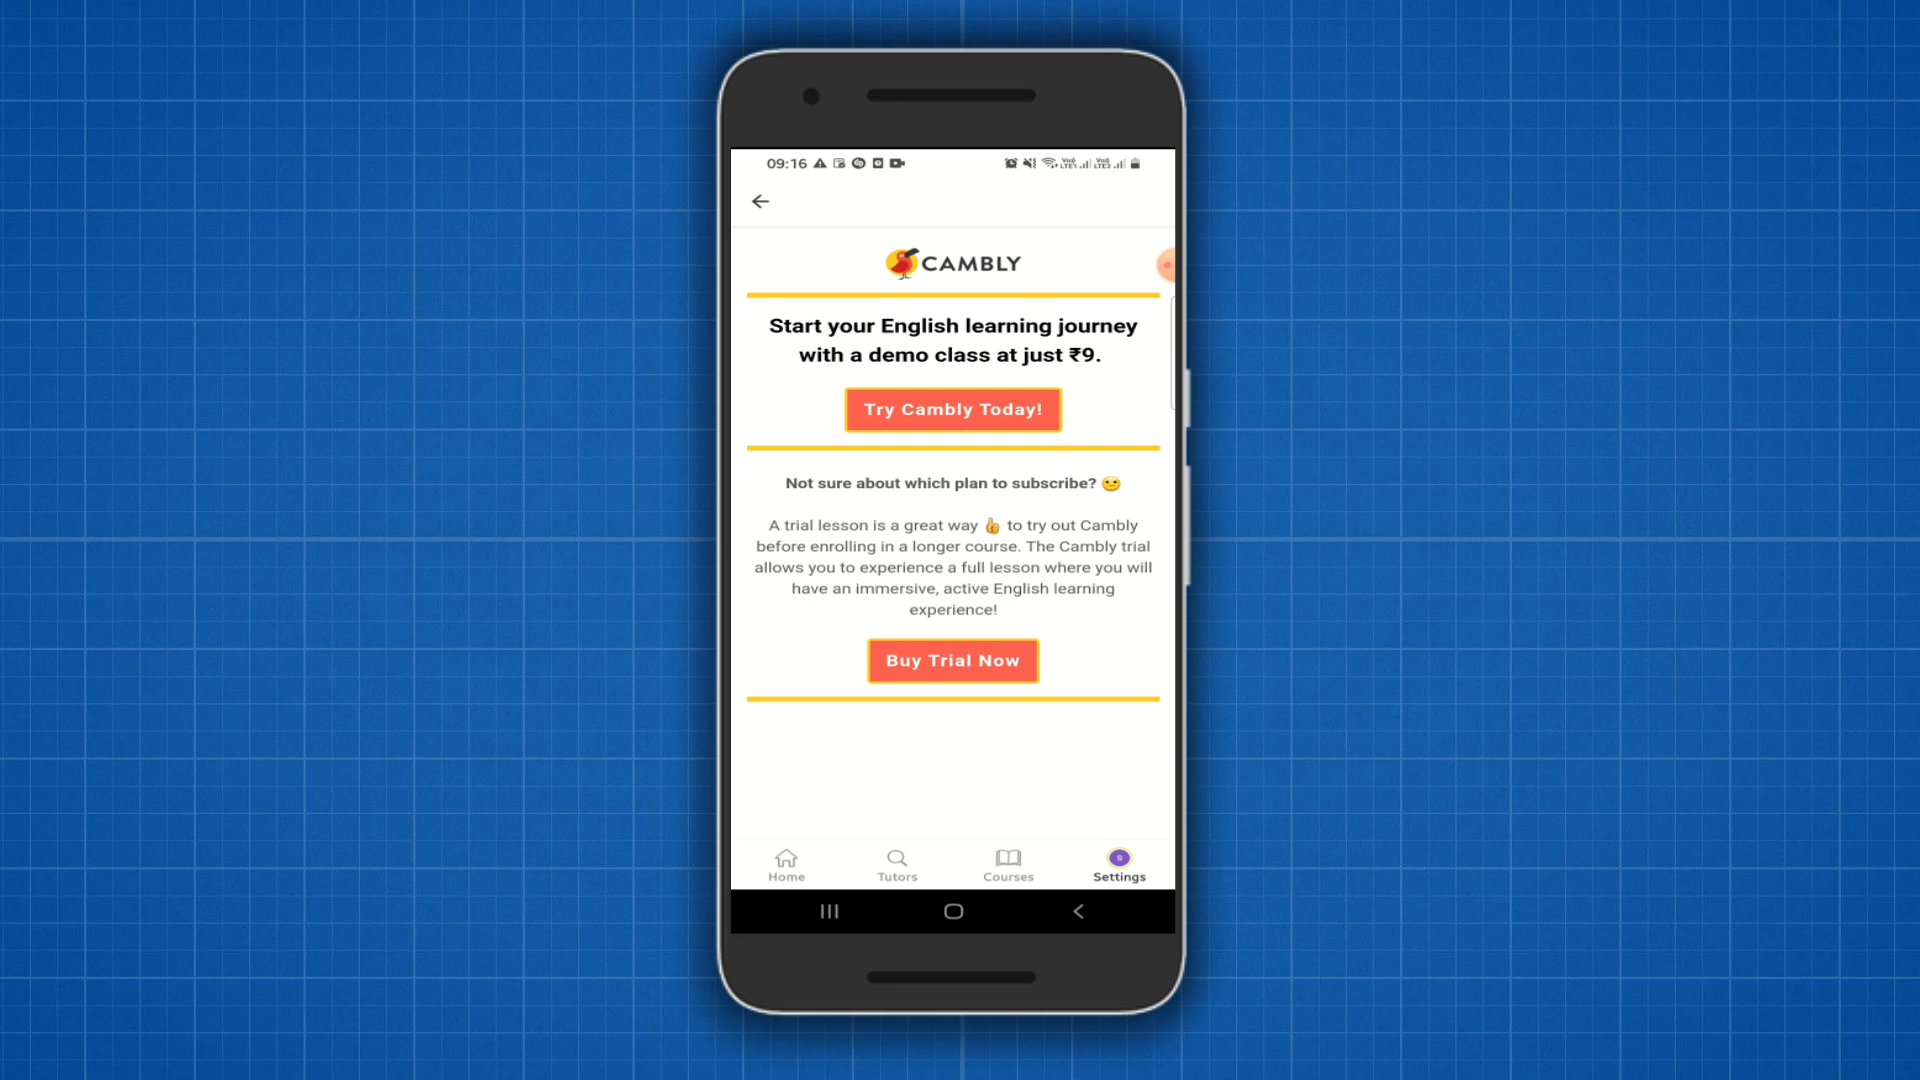 09:16
CAMBLY
Start your English learning journey
with a demo class at just ₹9.
Try Cambly Today!
Not sure about which plan to subscribe? 😕
A trial lesson is a great way 👍 to try out Cambly
before enrolling in a longer course. The Cambly trial
allows you to experience a full lesson where you will
have an immersive, active English learning
experience!
Buy Trial Now
Home Tutors Courses Settings